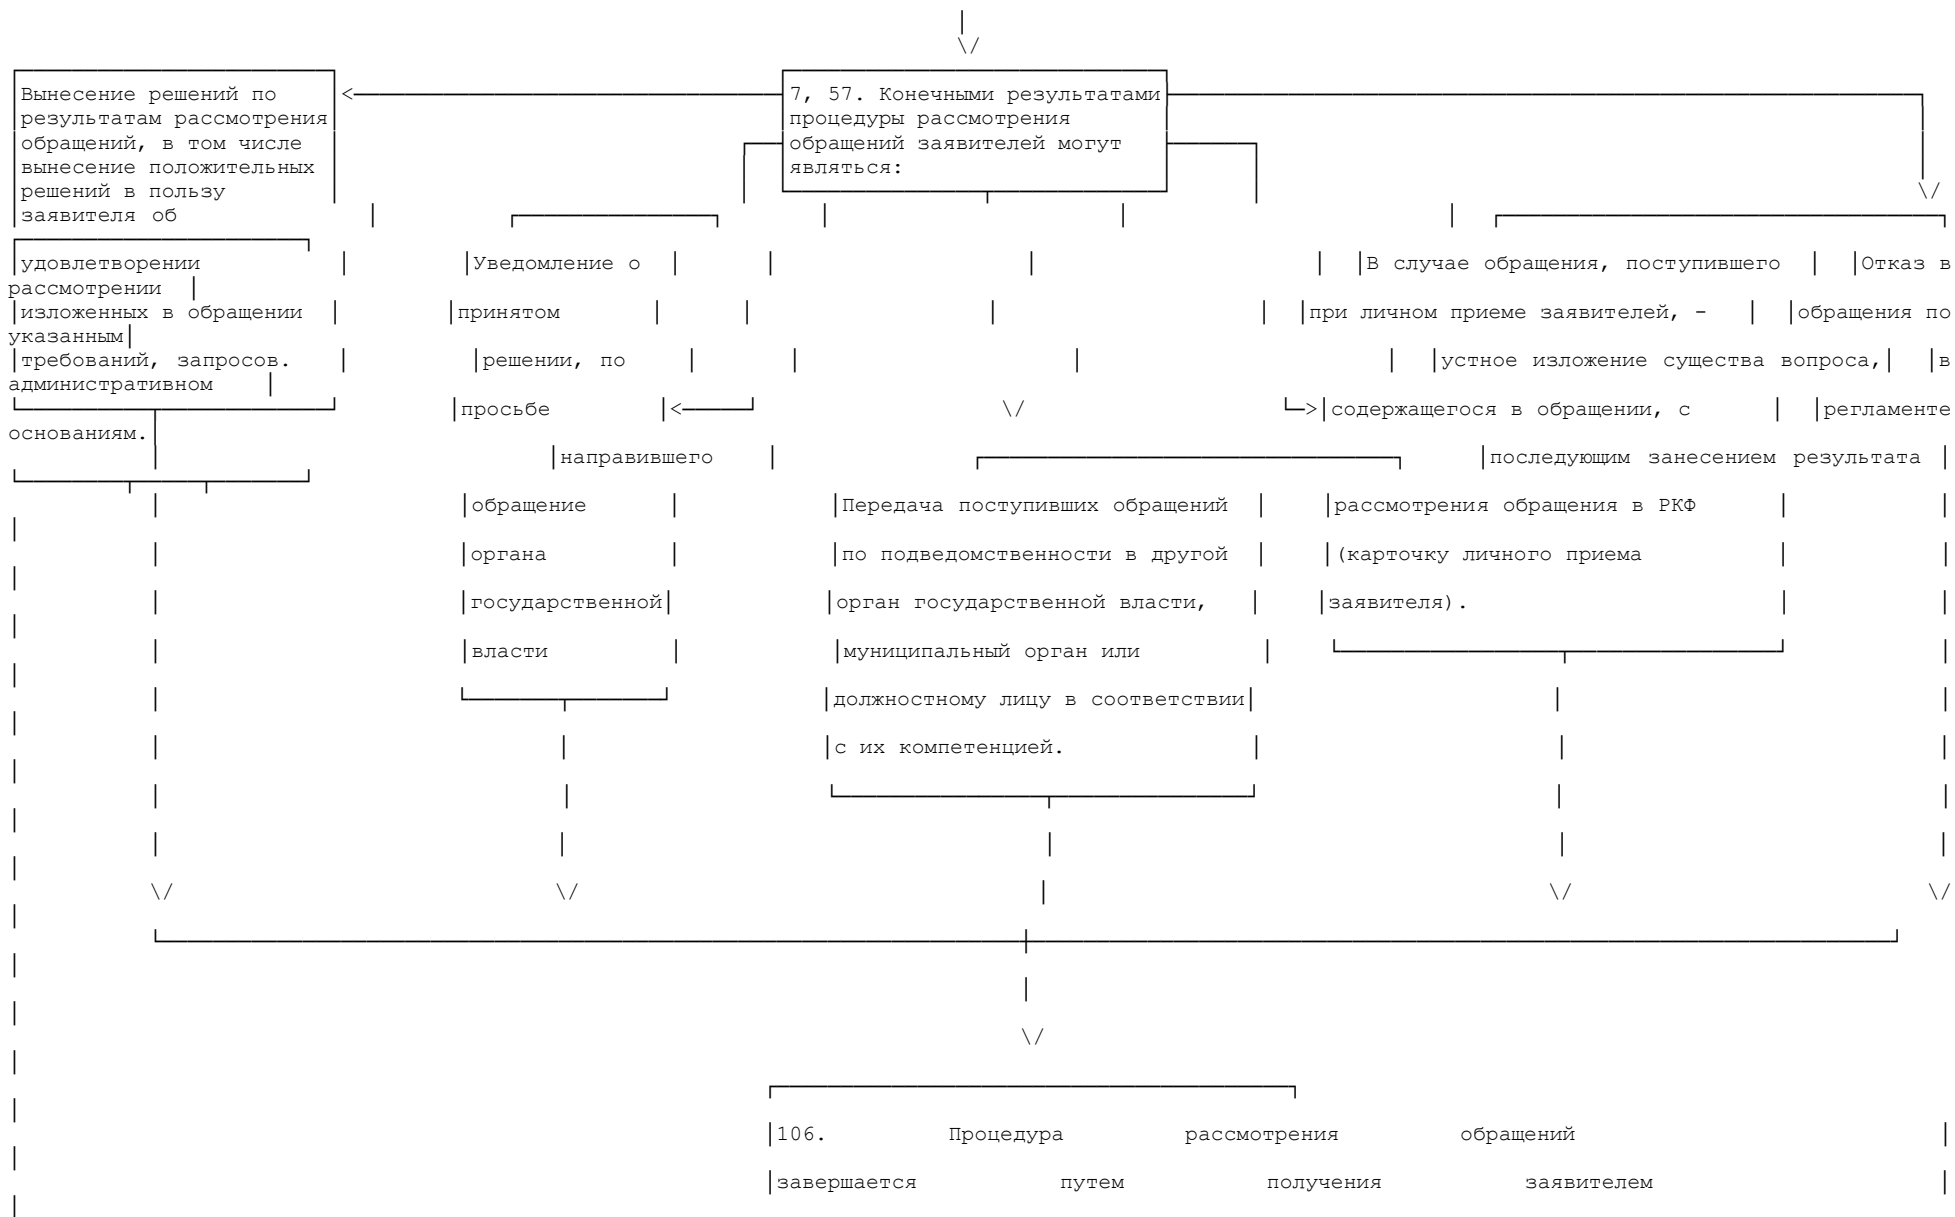 Вынесение решений по
результатам рассмотрения
обращений, в том числе
вынесение положительных
решений в пользу
заявителя об
7, 57. Конечными результатами
процедуры рассмотрения
обращений заявителей могут
являться:
удовлетворении Уведомление о В случае обращения, поступившего Отказ в
рассмотрении
изложенных в обращении принятом при личном приеме заявителей, - обращения по
указанным
требований, запросов. решении, по устное изложение существа вопроса, в
административном
просьбе содержащегося в обращении, с регламенте
основаниям.
направившего последующим занесением результата
обращение Передача поступивших обращений рассмотрения обращения в РКФ
органа по подведомственности в другой (карточку личного приема
государственной орган государственной власти, заявителя).
власти муниципальный орган или
должностному лицу в соответствии
с их компетенцией.
106. Процедура рассмотрения обращений
завершается путем получения заявителем